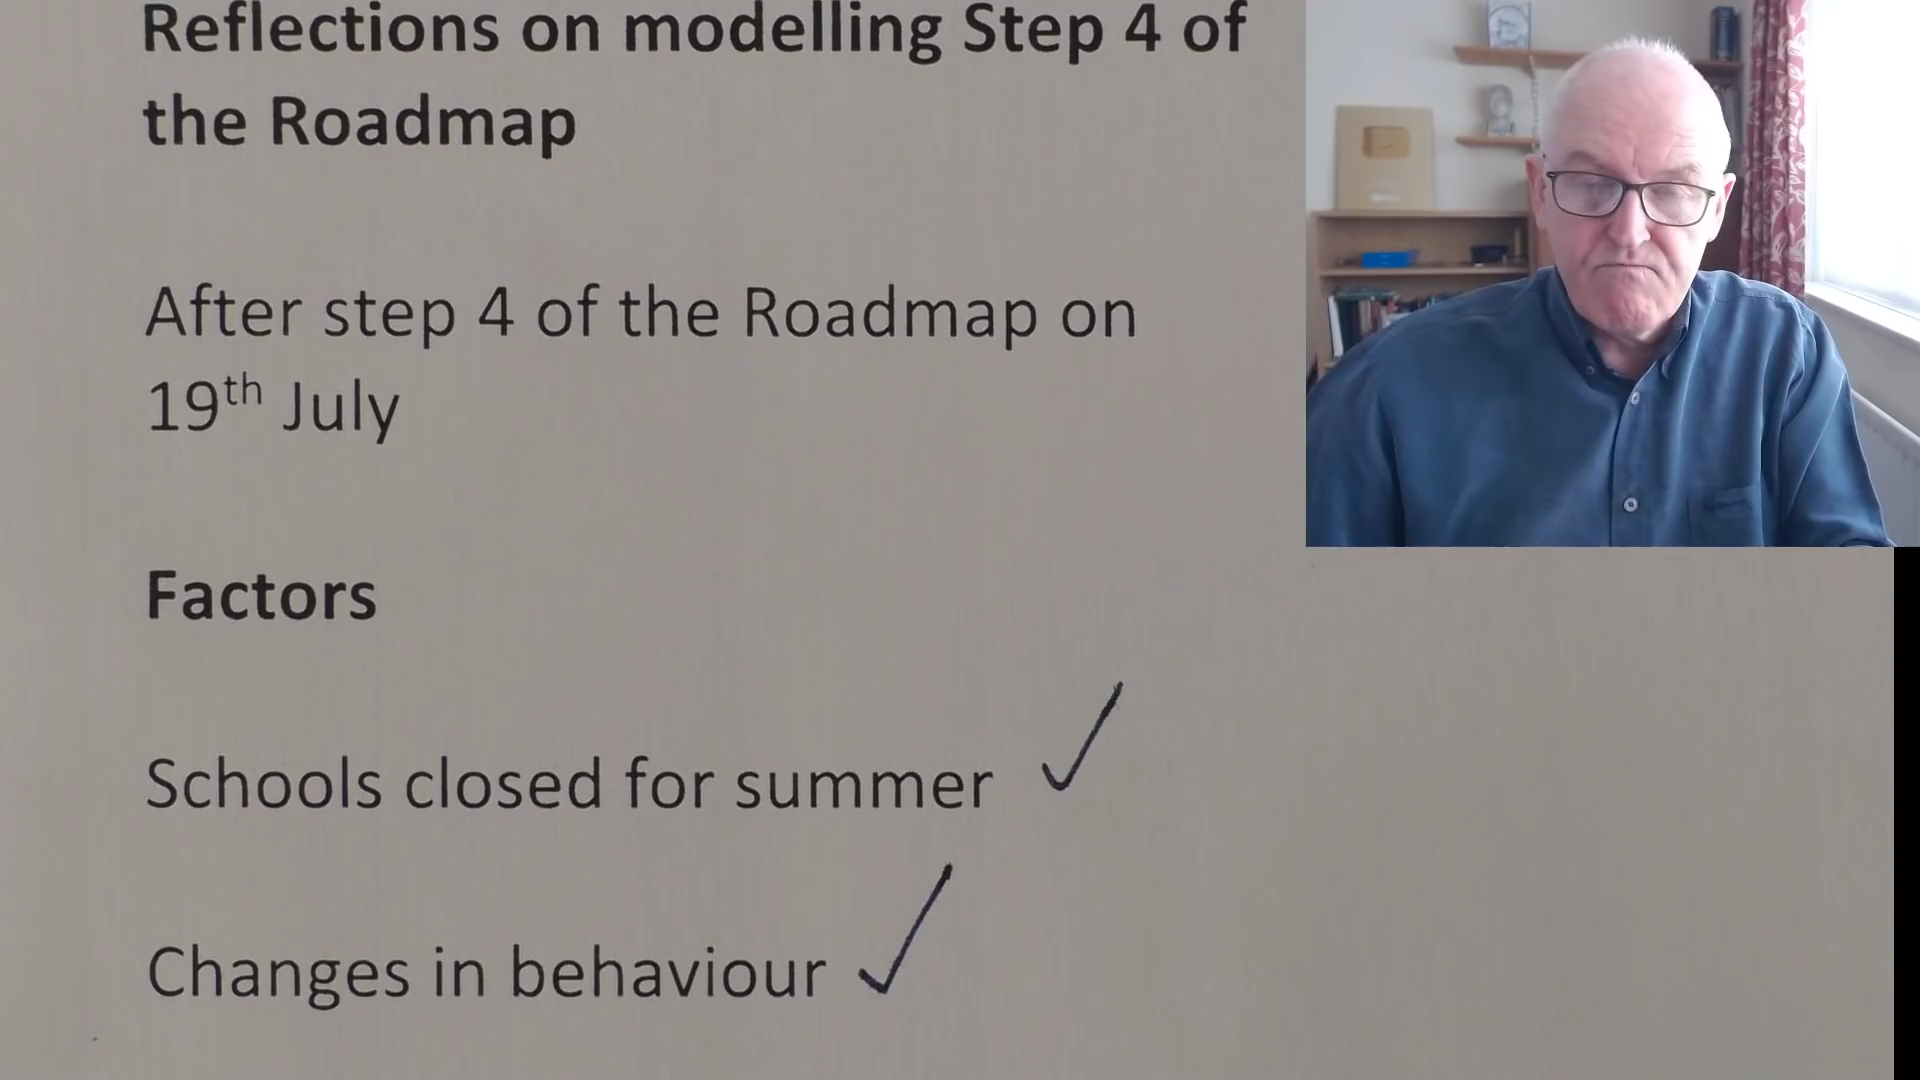 Reflections on modelling Step 4 of
the Roadmap
After step 4 of the Roadmap on
19th July
Factors
Schools closed for summer ✓
Changes in behaviour ✓